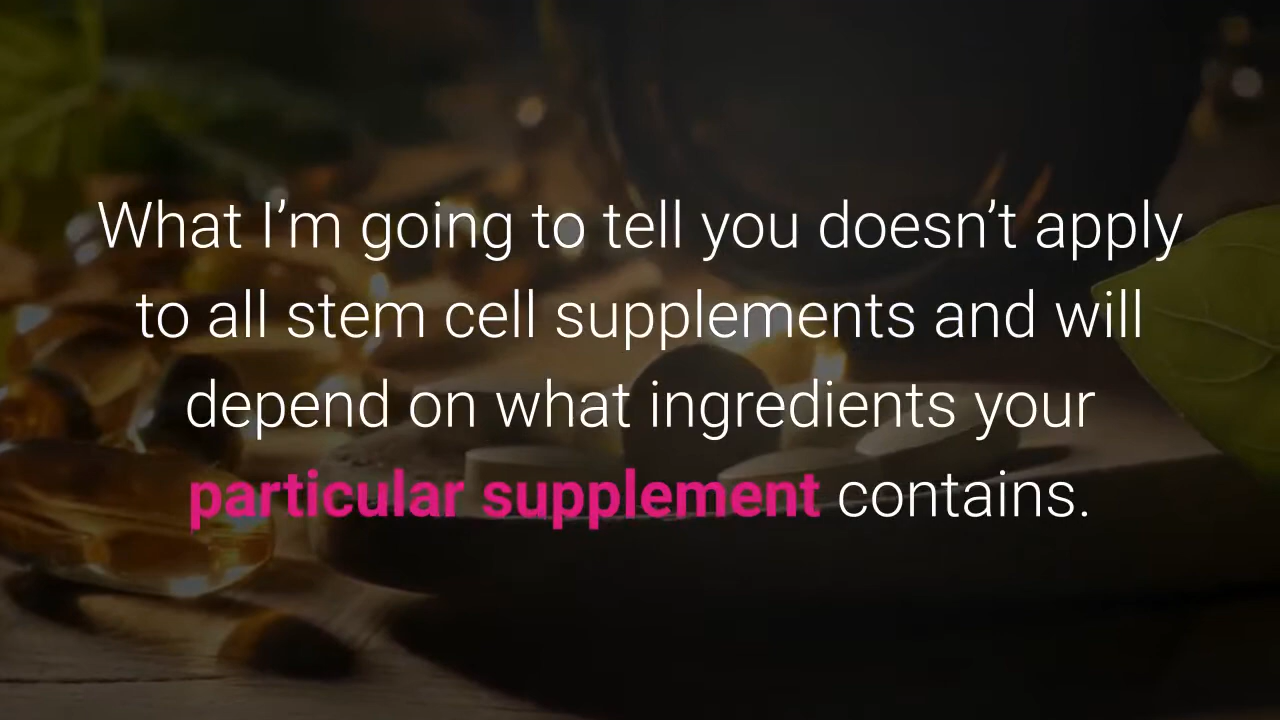 What I’m going to tell you doesn’t apply
to all stem cell supplements and will
depend on what ingredients your
particular supplement contains.